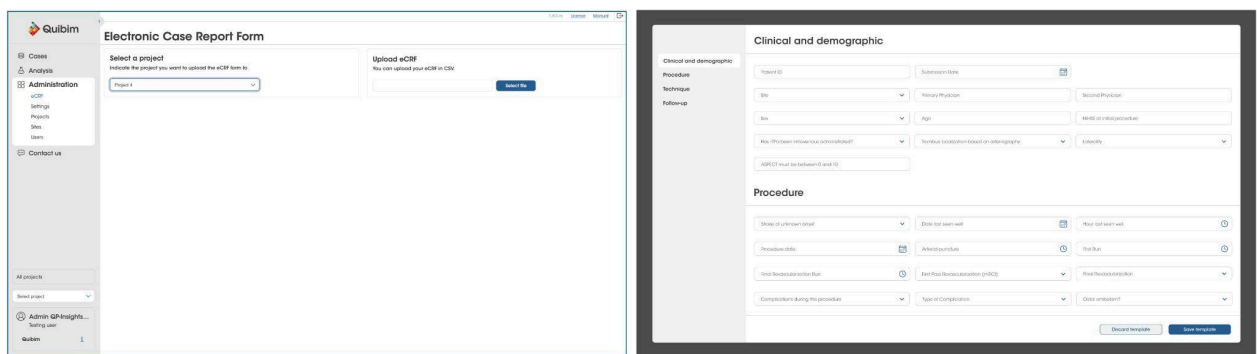 License Manual
Quibim
Electronic Case Report Form
Cases
Analysis
Administration
eCRF
Settings
Projects
Sites
Users
Contact us
Select a project
Indicate the project you want to upload the eCRF form to
Project 4
Upload eCRF
You can upload your eCRF in CSV.
Select file
All projects
Select project
Admin QP-Insights...
Testing user
Quibim
Clinical and demographic
Procedure
Technique
Follow-up
Clinical and demographic
Patient ID
Submission Date
Site
Primary Physician
Second Physician
Sex
Age
NIHSS at initial procedure
Has rTPA been intravenous administrated?
Thrombus localization based on arteriography
Laterality
ASPECT must be between 0 and 10
Procedure
Stroke of unknown onset
Date last seen well
Hour last seen well
Procedure date
Arterial puncture
First Run
Final Revascularization Run
First Pass Revascularization (mTICI)
Final Revascularization
Complications during the procedure
Type of Complication
Clots embolism?
Discard template
Save template